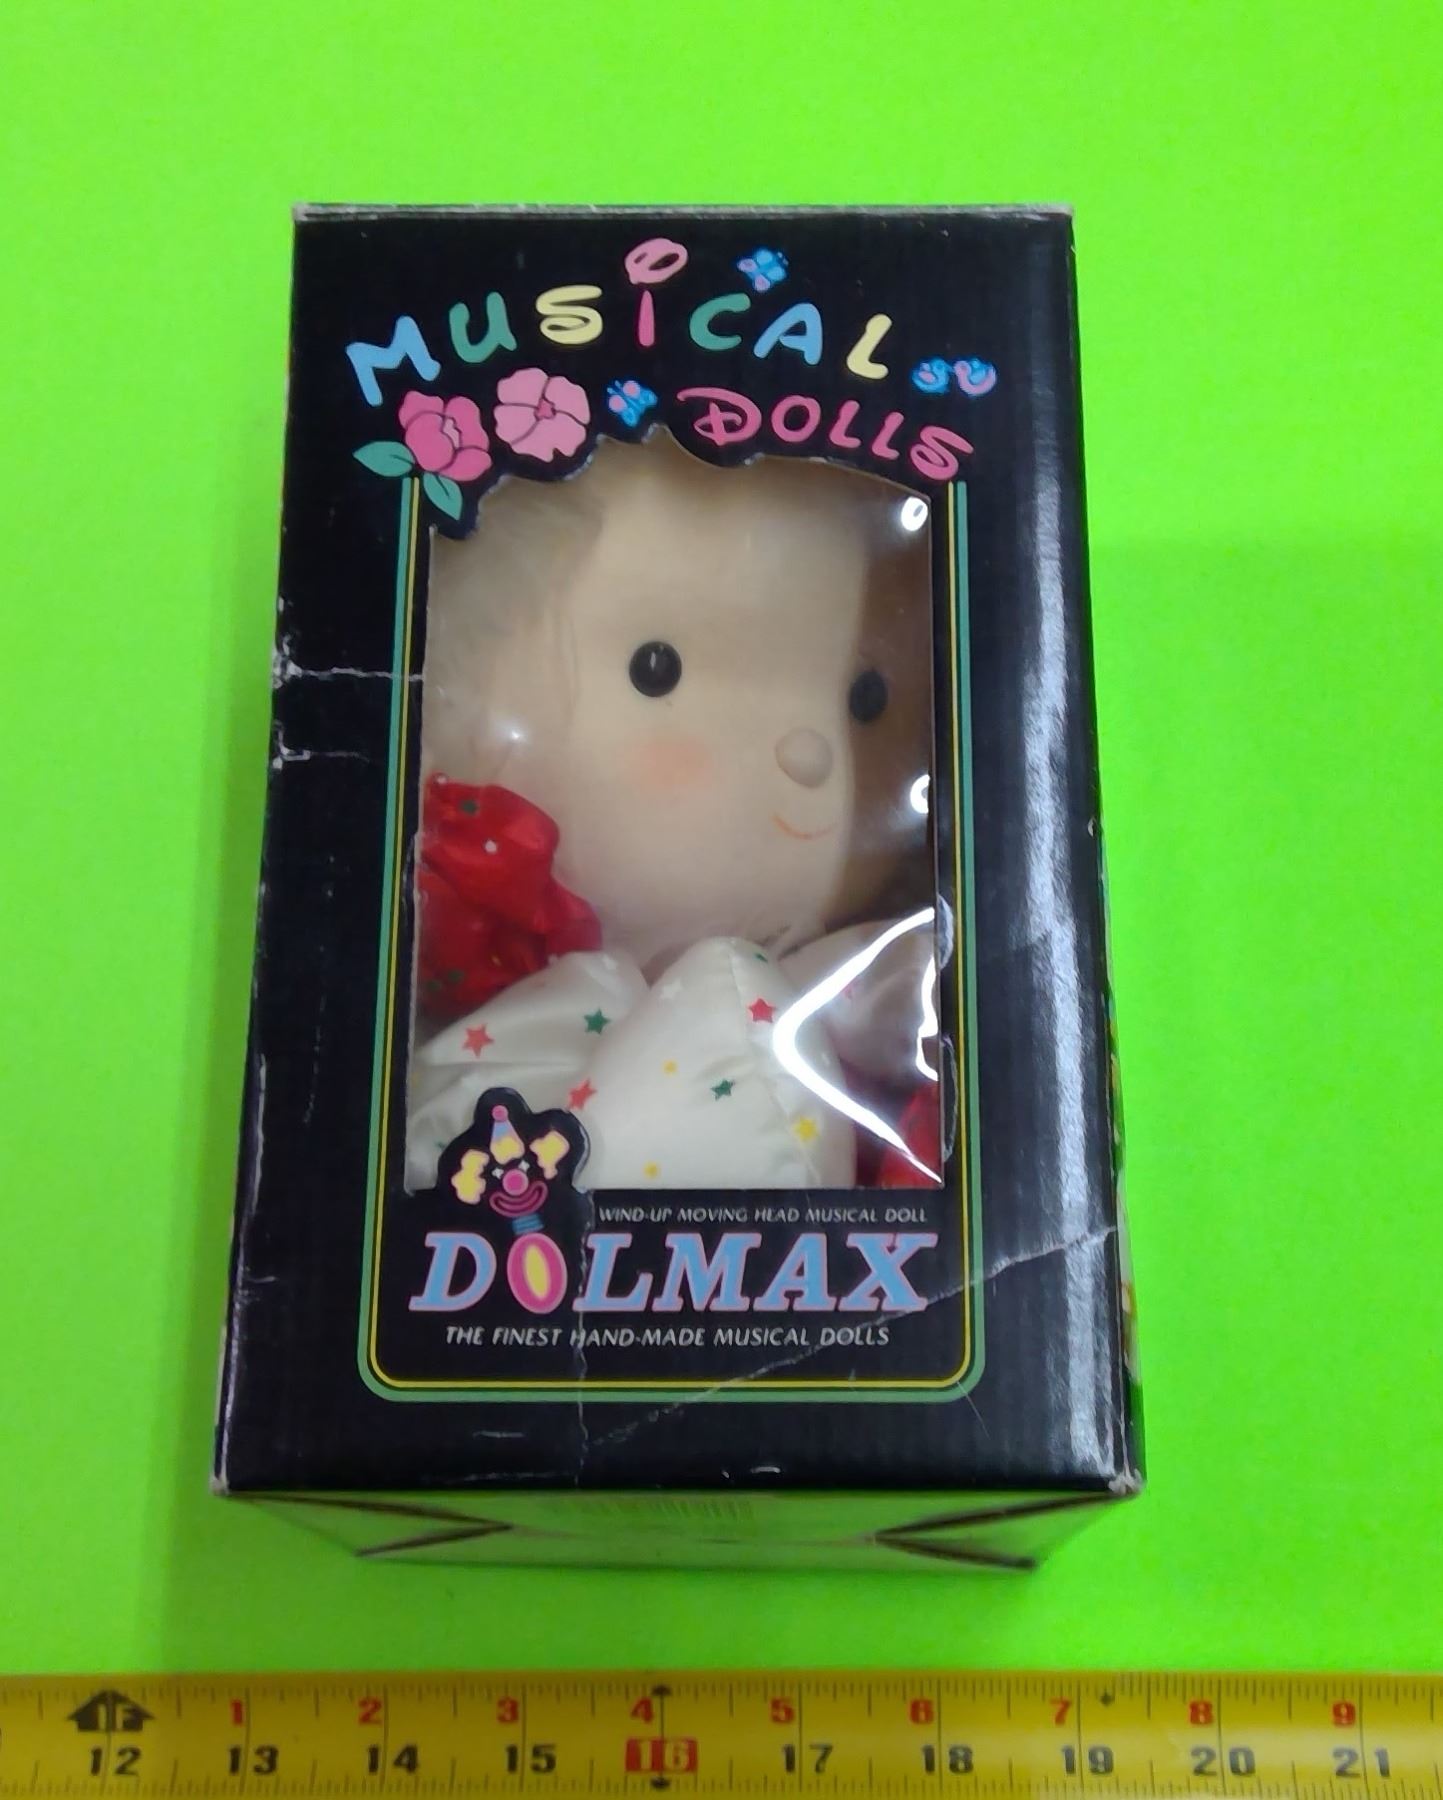 MUSICAL
DOLLS
WIND-UP MOVING HEAD MUSICAL DOLL
DOLMAX
THE FINEST HAND-MADE MUSICAL DOLLS
1F 1 2 3 4 5 6 7 8 9
12 13 14 15 16 17 18 19 20 21